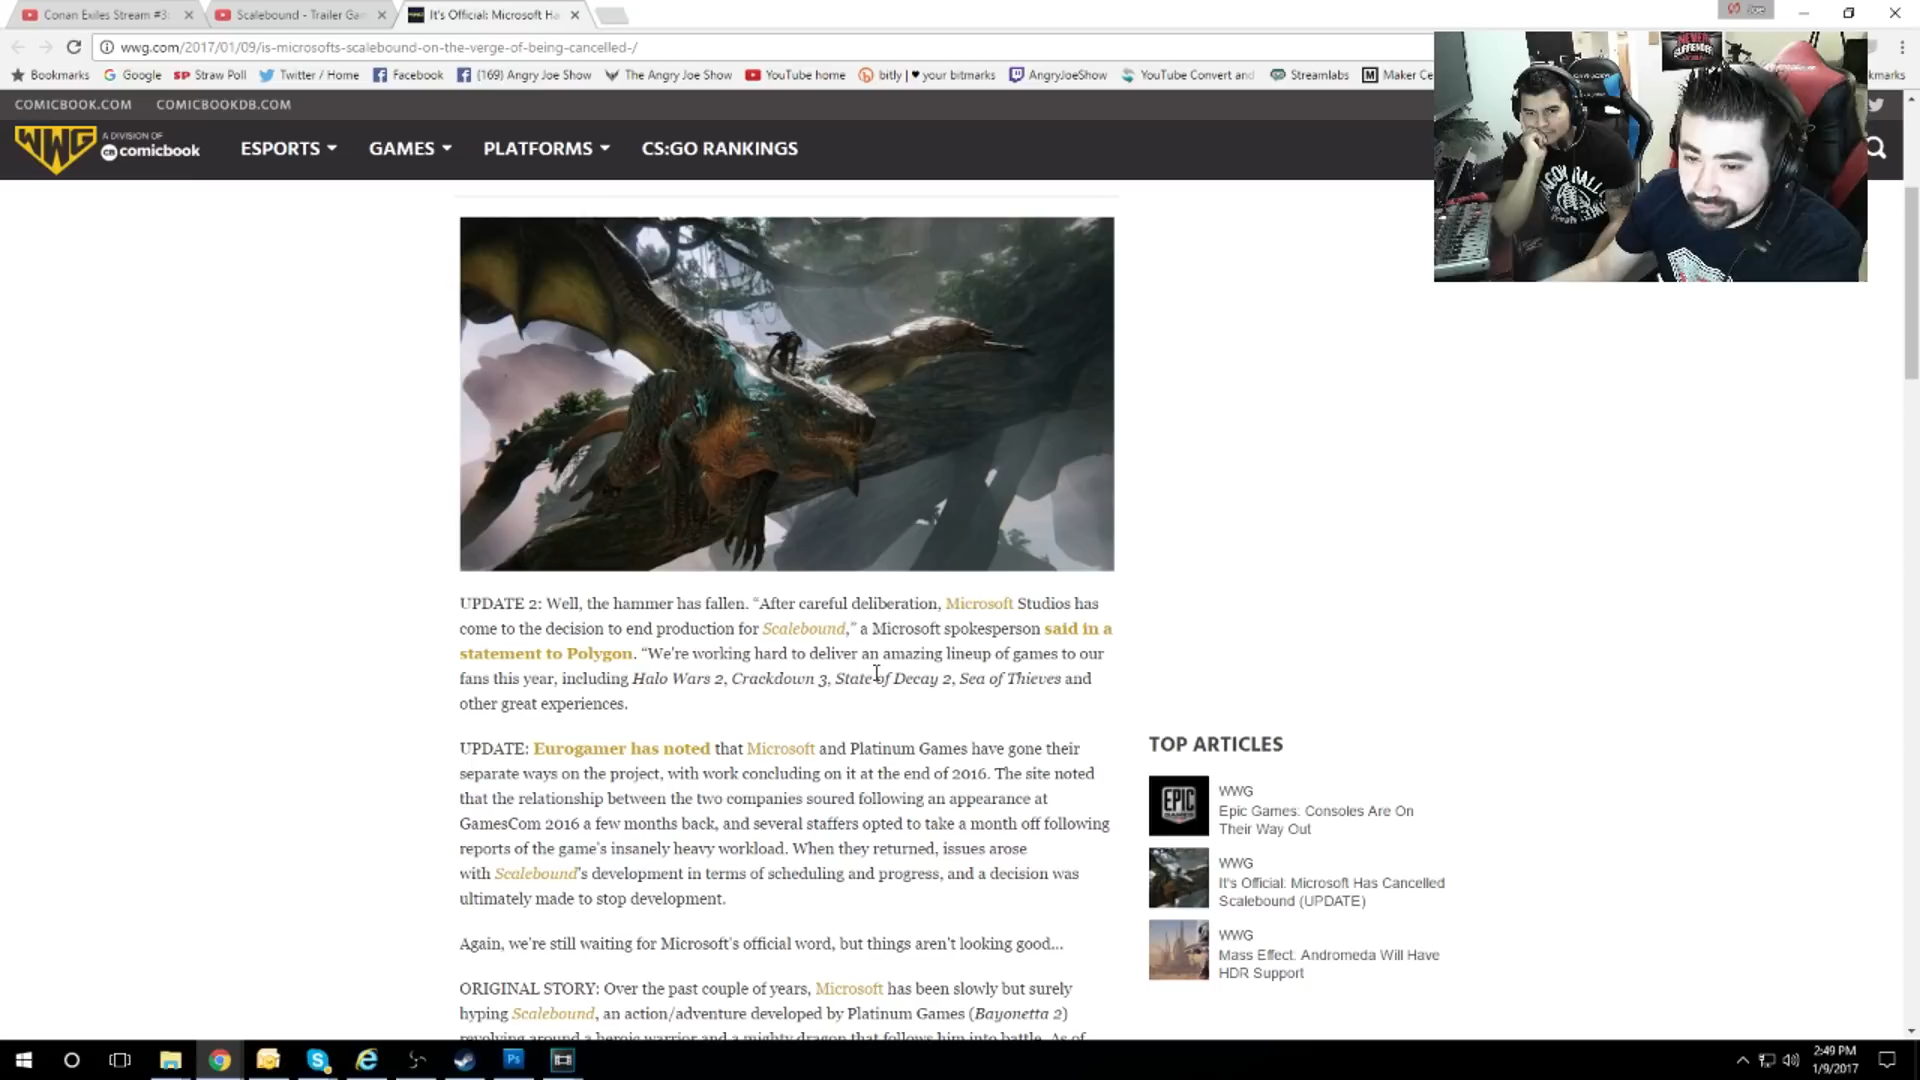 Conan Exiles Stream #3:
Scalebound - Trailer Gam
It's Official: Microsoft Ha
Joe
wwg.com/2017/01/09/is-microsofts-scalebound-on-the-verge-of-being-cancelled-/
Bookmarks Google SP Straw Poll Twitter / Home Facebook (169) Angry Joe Show The Angry Joe Show YouTube home bitly | ♥ your bitmarks AngryJoeShow YouTube Convert and Streamlabs M Maker Ce kmarks
COMICBOOK.COM COMICBOOKDB.COM
WWG A DIVISION OF cb comicbook ESPORTS GAMES PLATFORMS CS:GO RANKINGS
NEVER
SURRENDER
DRAGON BALL
UPDATE 2: Well, the hammer has fallen. “After careful deliberation, Microsoft Studios has
come to the decision to end production for Scalebound,” a Microsoft spokesperson said in a
statement to Polygon. “We're working hard to deliver an amazing lineup of games to our
fans this year, including Halo Wars 2, Crackdown 3, State of Decay 2, Sea of Thieves and
other great experiences.
UPDATE: Eurogamer has noted that Microsoft and Platinum Games have gone their
separate ways on the project, with work concluding on it at the end of 2016. The site noted
that the relationship between the two companies soured following an appearance at
GamesCom 2016 a few months back, and several staffers opted to take a month off following
reports of the game's insanely heavy workload. When they returned, issues arose
with Scalebound's development in terms of scheduling and progress, and a decision was
ultimately made to stop development.
Again, we're still waiting for Microsoft's official word, but things aren't looking good...
ORIGINAL STORY: Over the past couple of years, Microsoft has been slowly but surely
hyping Scalebound, an action/adventure developed by Platinum Games (Bayonetta 2)
revolving around a heroic warrior and a mighty dragon that follows him into battle. As of
TOP ARTICLES
EPIC
GAMES
WWG
Epic Games: Consoles Are On
Their Way Out
WWG
It's Official: Microsoft Has Cancelled
Scalebound (UPDATE)
WWG
Mass Effect: Andromeda Will Have
HDR Support
Ps
2:49 PM
1/9/2017